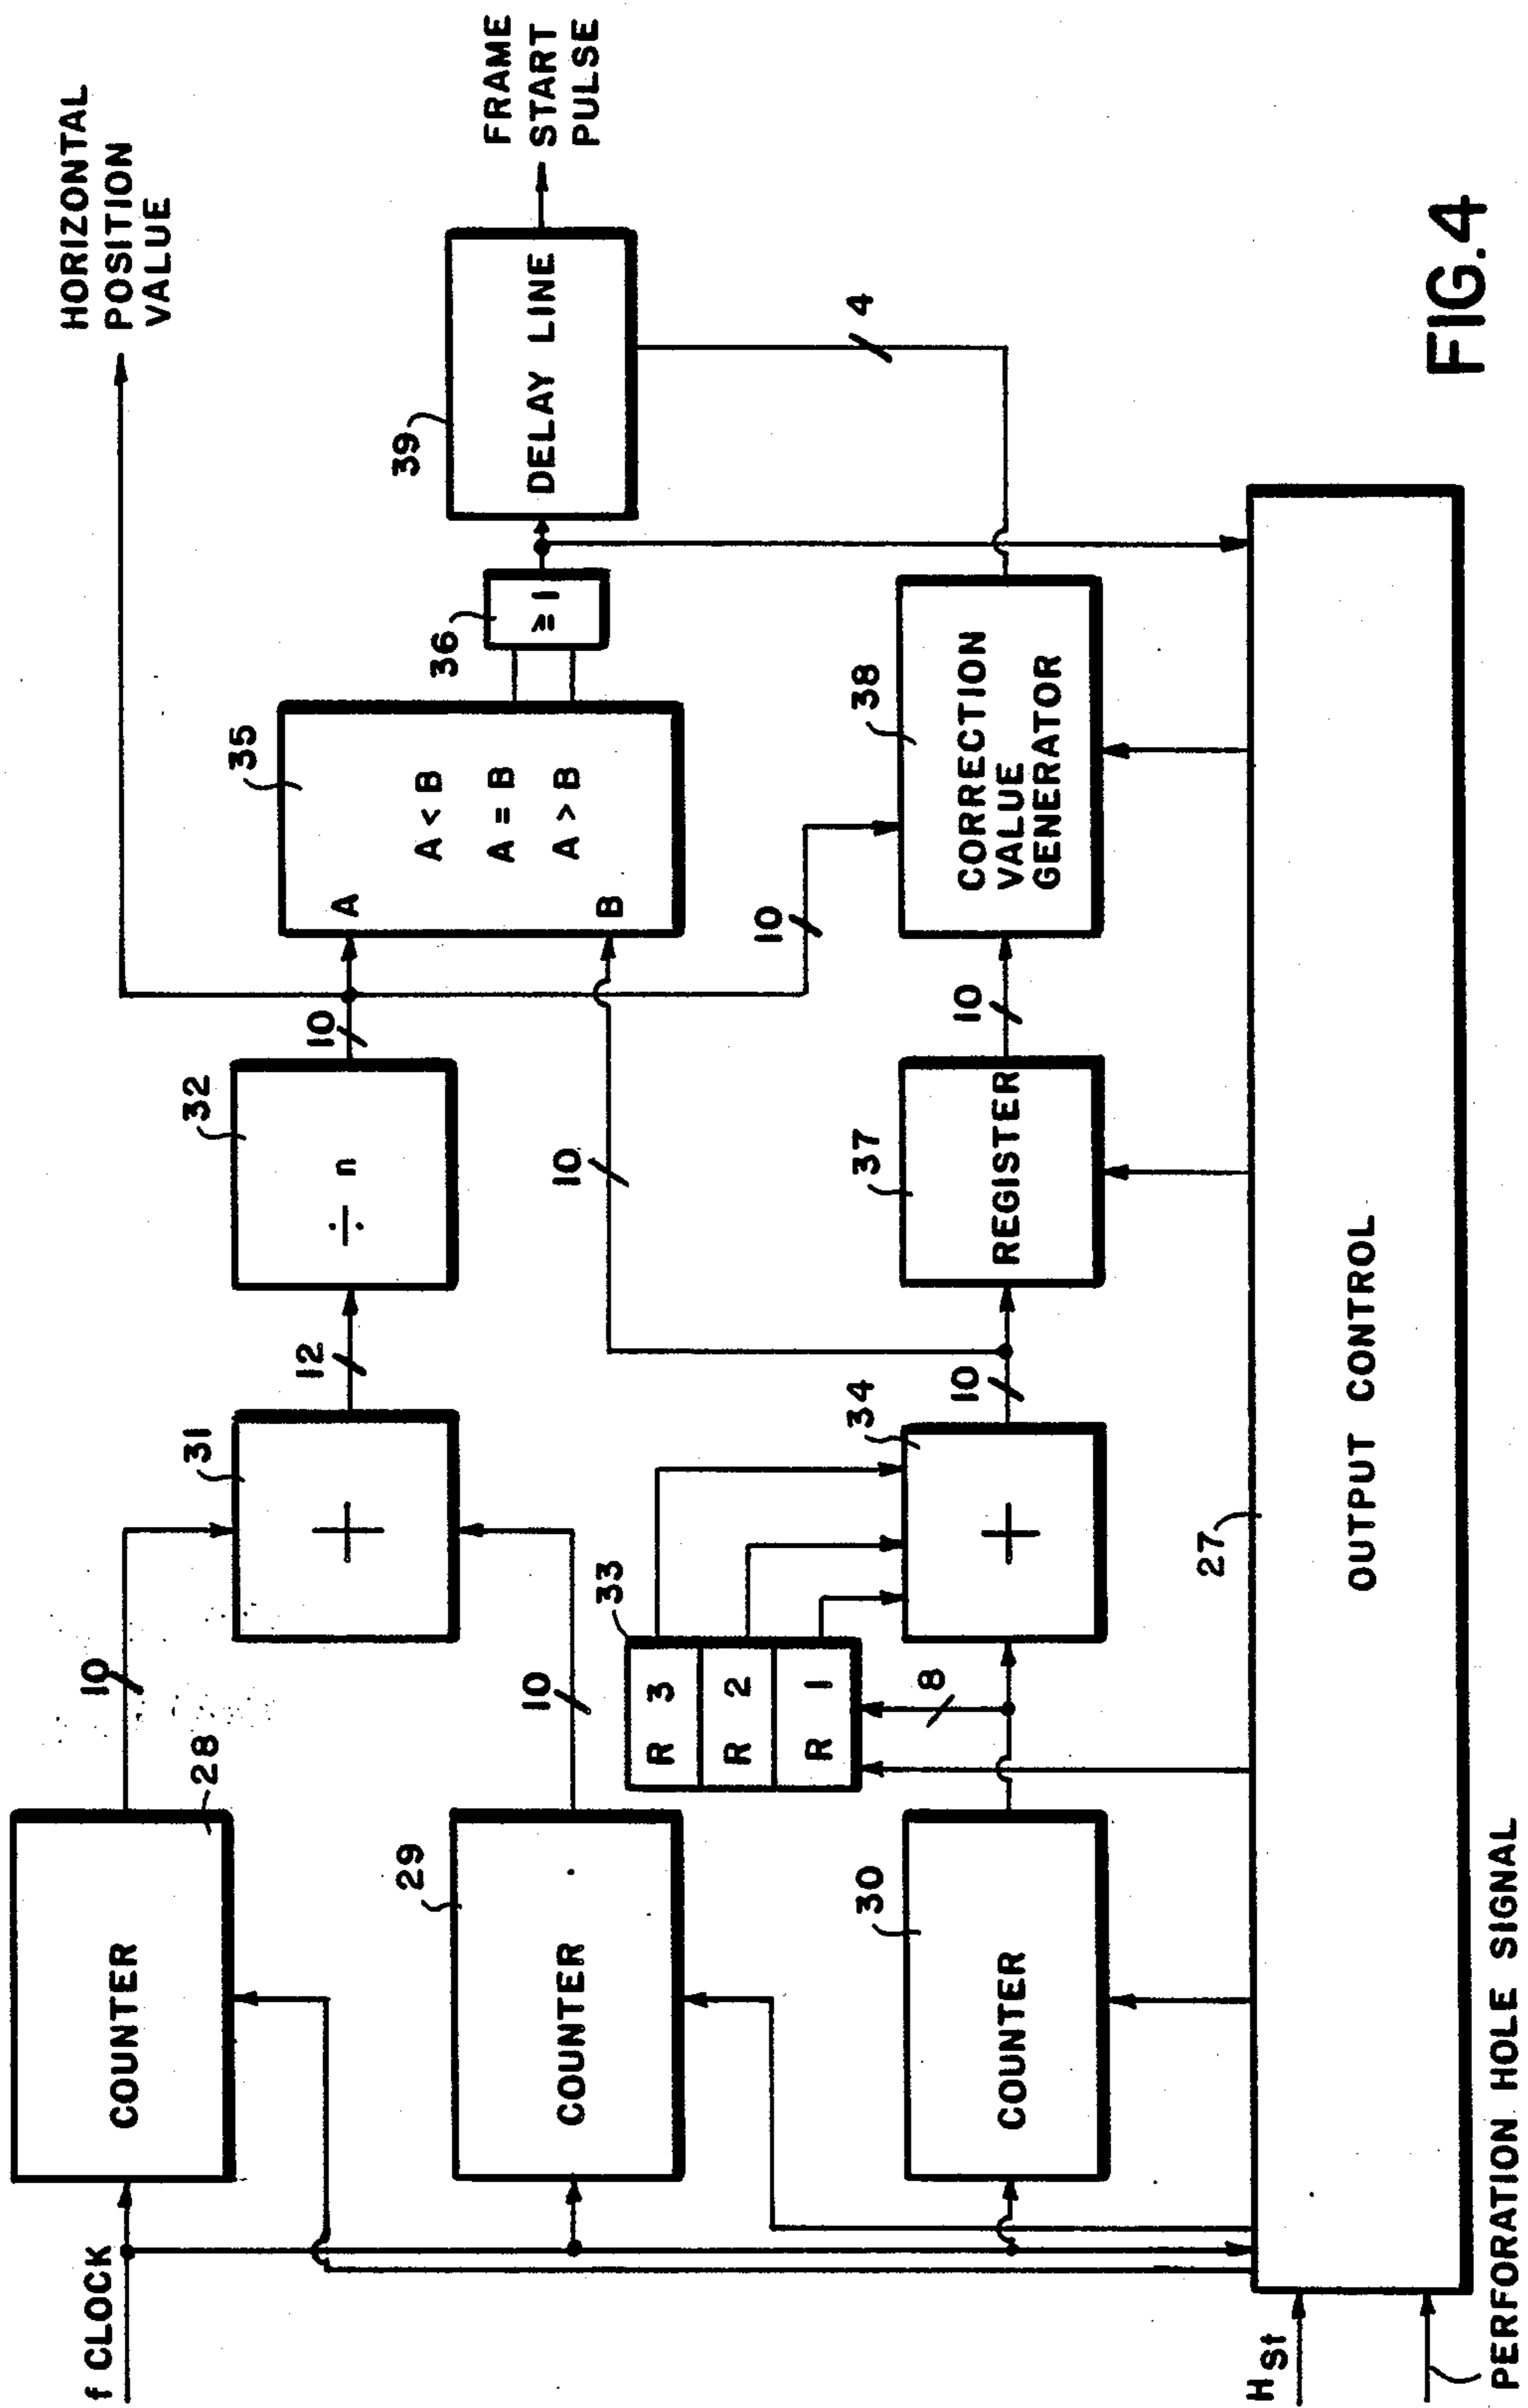 HORIZONTAL
POSITION
VALUE
FRAME
START
PULSE
f CLOCK
COUNTER
28
10
31
+
12
32
÷ n
10
35
A
A < B
A = B
A > B
B
36
≥ 1
39
DELAY LINE
4
29
COUNTER
10
33
R 3
R 2
R 1
8
30
COUNTER
34
+
10
10
37
REGISTER
10
10
38
CORRECTION
VALUE
GENERATOR
27
OUTPUT CONTROL
HSt
PERFORATION HOLE SIGNAL
FIG.4